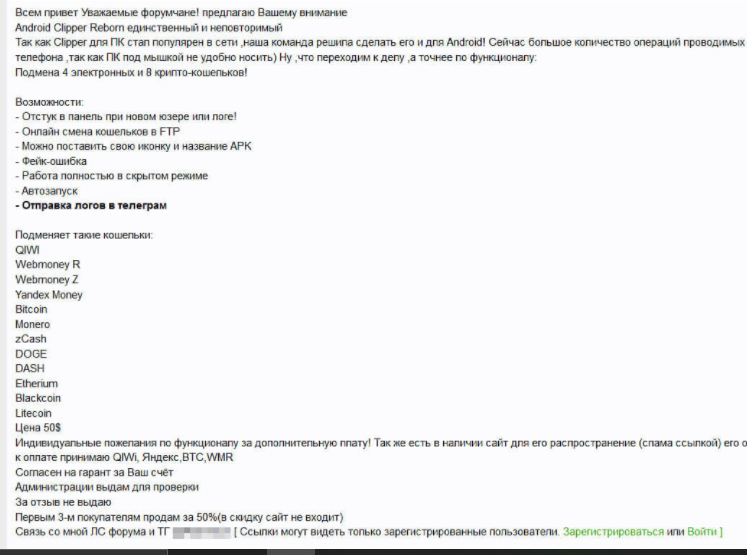 Всем привет Уважаемые форумчане! предлагаю Вашему внимание
Android Clipper Reborn единственный и неповторимый
Так как Clipper для ПК стал популярен в сети ,наша команда решила сделать его и для Android! Сейчас большое количество операций проводимых
телефона ,так как ПК под мышкой не удобно носить) Ну ,что переходим к делу ,а точнее по функционалу:
Подмена 4 электронных и 8 крипто-кошельков!
Возможности:
- Отстук в панель при новом юзере или логе!
- Онлайн смена кошельков в FTP
- Можно поставить свою иконку и название APK
- Фейк-ошибка
- Работа полностью в скрытом режиме
- Автозапуск
- Отправка логов в телеграм
Подменяет такие кошельки:
QIWI
Webmoney R
Webmoney Z
Yandex Money
Bitcoin
Monero
zCash
DOGE
DASH
Etherium
Blackcoin
Litecoin
Цена 50$
Индивидуальные пожелания по функционалу за дополнительную плату! Так же есть в наличии сайт для его распространение (спама ссылкой) его
к оплате принимаю QIWi, Яндекс,BTC,WMR
Согласен на гарант за Ваш счёт
Администрации выдам для проверки
За отзыв не выдаю
Первым 3-м покупателям продам за 50%(в скидку сайт не входит)
Связь со мной ЛС форума и ТГ [ Ссылки могут видеть только зарегистрированные пользователи. Зарегистрироваться или Войти ]